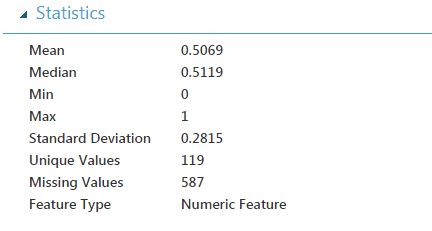 Statistics
Mean 0.5069
Median 0.5119
Min 0
Max 1
Standard Deviation 0.2815
Unique Values 119
Missing Values 587
Feature Type Numeric Feature